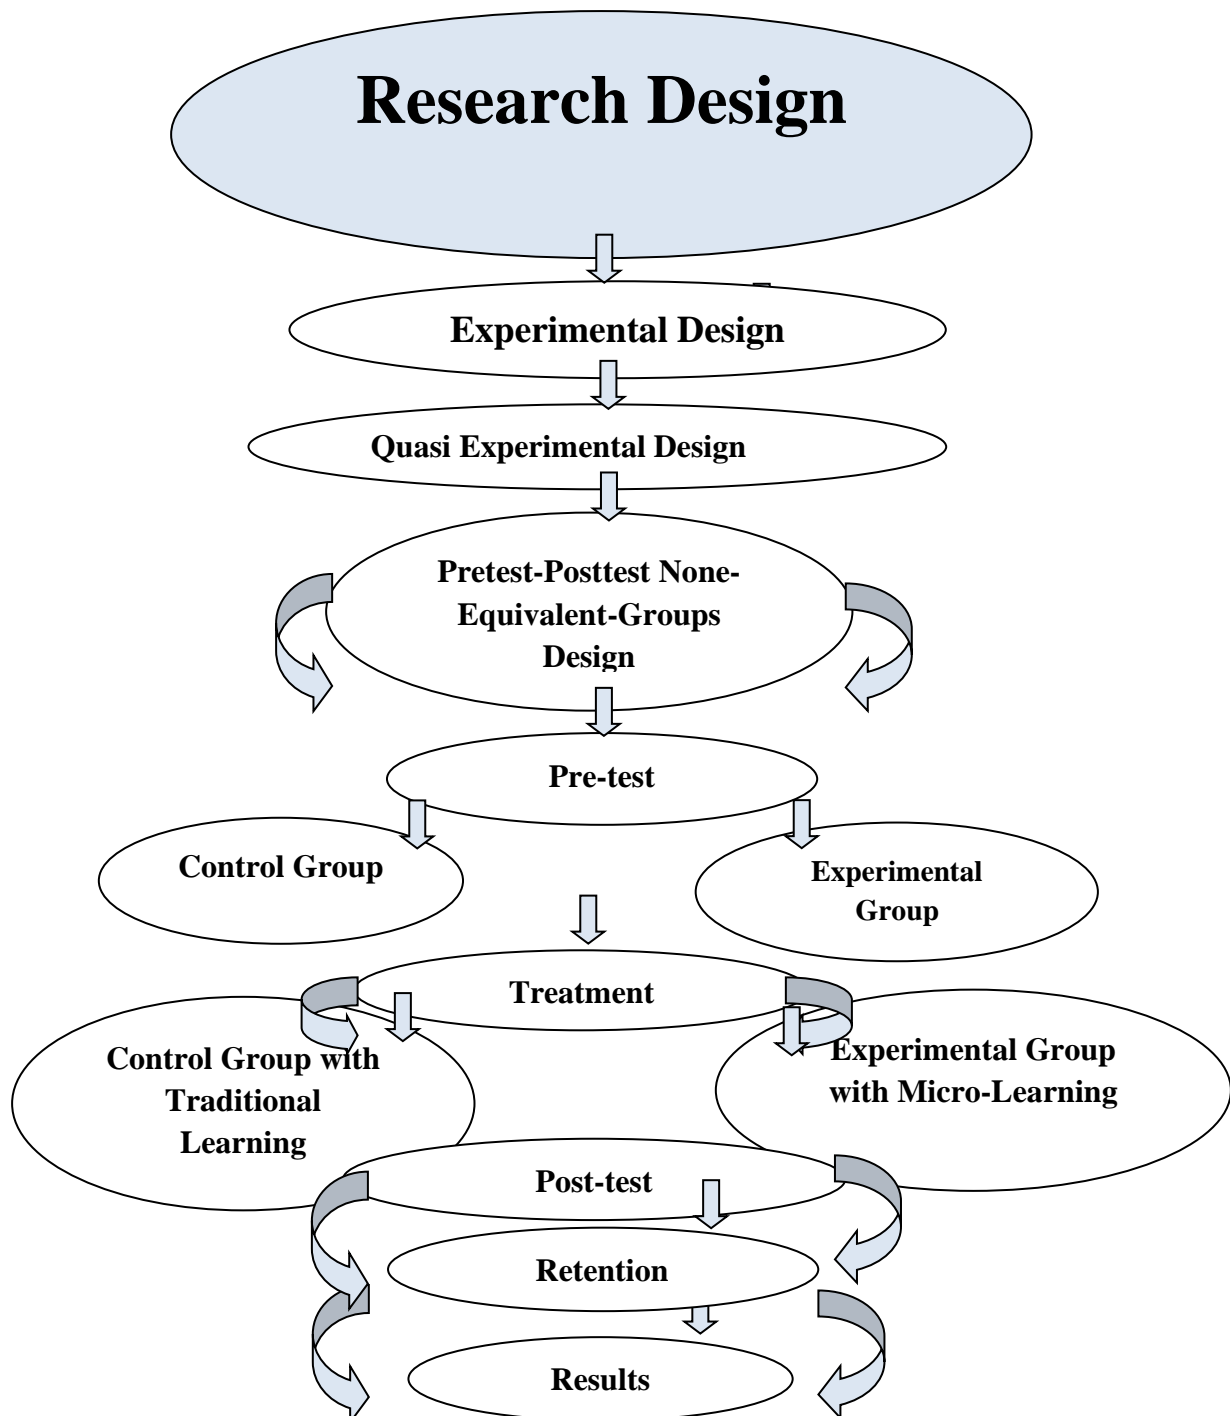 Research Design
Experimental Design
Quasi Experimental Design
Pretest-Posttest None-
Equivalent-Groups
Design
Pre-test
Control Group
Experimental
Group
Treatment
Control Group with
Traditional
Learning
Experimental Group
with Micro-Learning
Post-test
Retention
Results